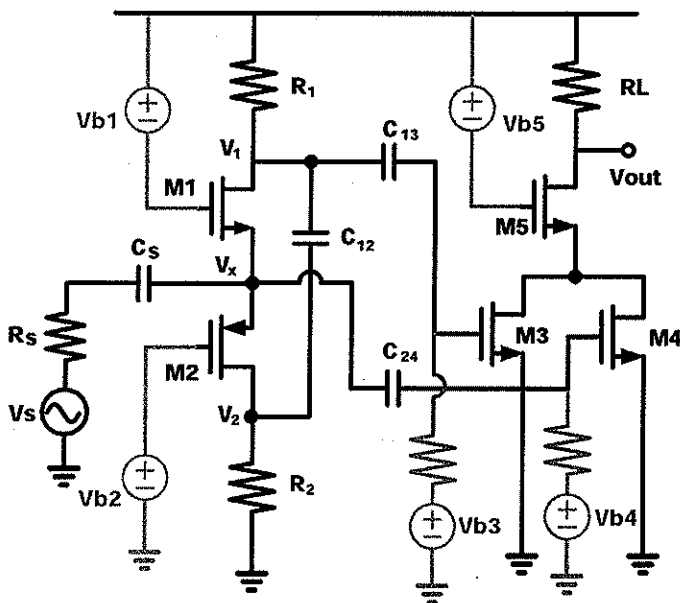 R₁
RL
Vb1
Vb5
C₁₃
V₁
Vout
M1
M5
C₁₂
Cs
Vₓ
Rs
M3
M4
M2
C₂₄
Vs
V₂
Vb2
R₂
Vb3
Vb4